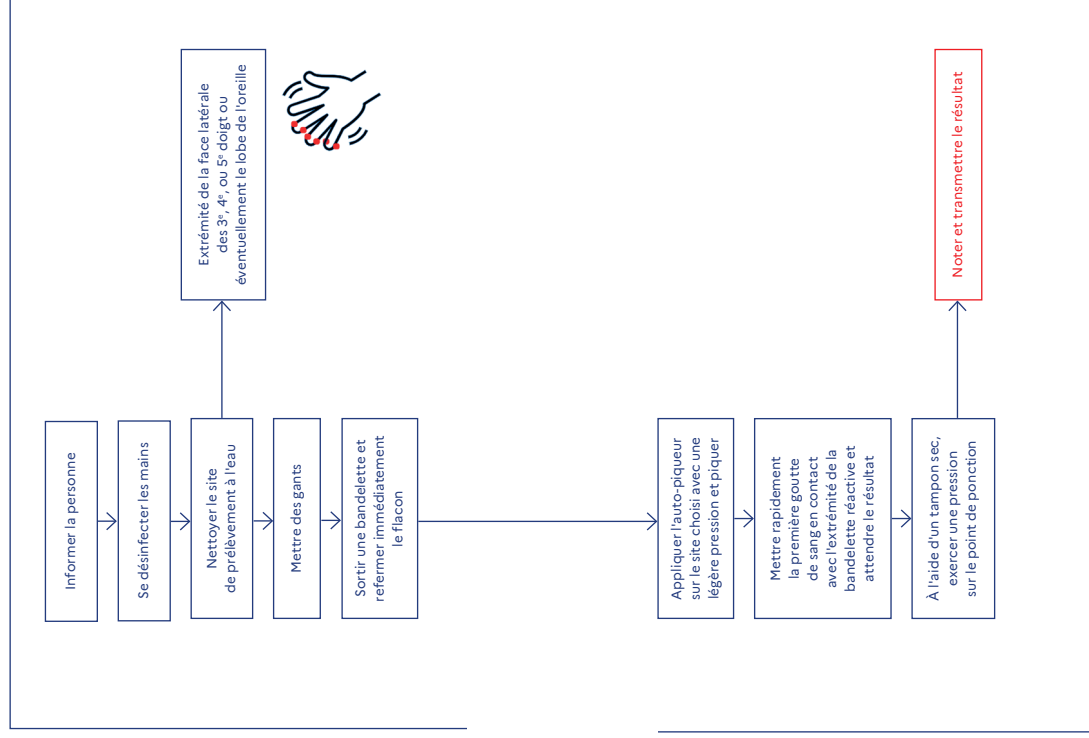 Informer la personne
Se désinfecter les mains
Nettoyer le site
de prélèvement à l'eau
Extrémité de la face latérale
des 3ᵉ, 4ᵉ, ou 5ᵉ doigt ou
éventuellement le lobe de l'oreille
Mettre des gants
Sortir une bandelette et
refermer immédiatement
le flacon
Appliquer l'auto-piqueur
sur le site choisi avec une
légère pression et piquer
Mettre rapidement
la première goutte
de sang en contact
avec l'extrémité de la
bandelette réactive et
attendre le résultat
À l'aide d'un tampon sec,
exercer une pression
sur le point de ponction
Noter et transmettre le résultat